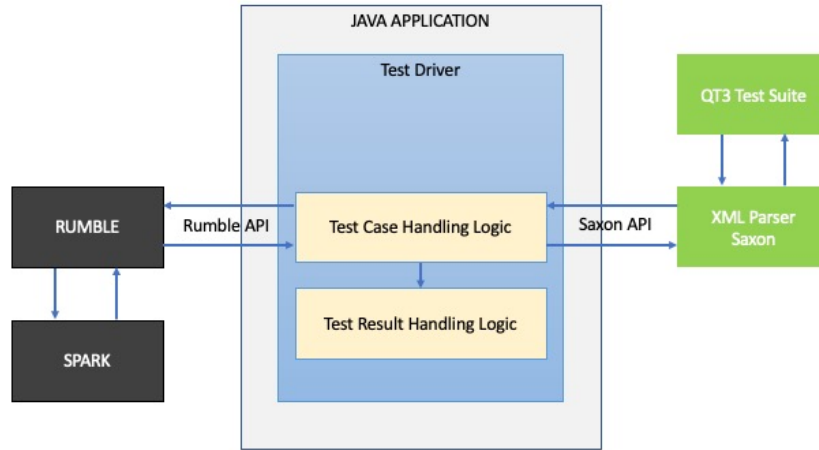 JAVA APPLICATION
Test Driver
QT3 Test Suite
RUMBLE
Rumble API
Test Case Handling Logic
Saxon API
XML Parser
Saxon
Test Result Handling Logic
SPARK